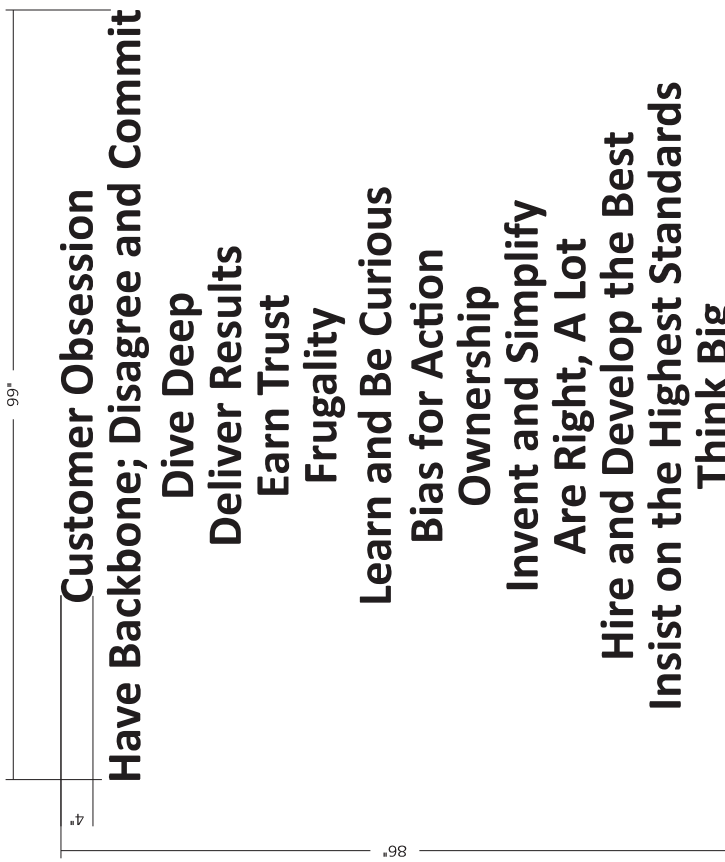 99"
4"
86"
Customer Obsession
Have Backbone; Disagree and Commit
Dive Deep
Deliver Results
Earn Trust
Frugality
Learn and Be Curious
Bias for Action
Ownership
Invent and Simplify
Are Right, A Lot
Hire and Develop the Best
Insist on the Highest Standards
Think Big